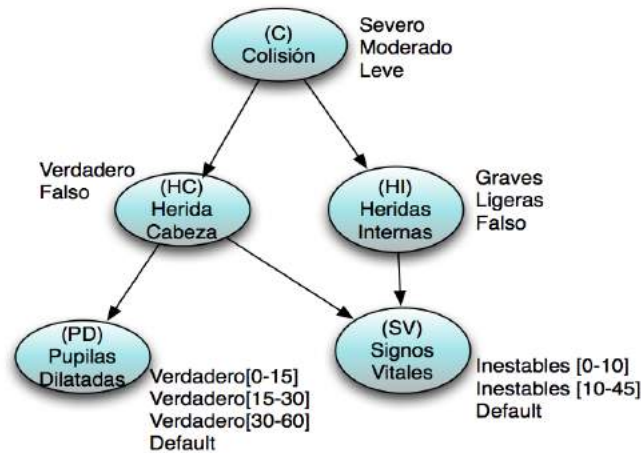 (C)
Colisión
Severo
Moderado
Leve
Verdadero
Falso
(HC)
Herida
Cabeza
(HI)
Heridas
Internas
Graves
Ligeras
Falso
(PD)
Pupilas
Dilatadas
Verdadero[0-15]
Verdadero[15-30]
Verdadero[30-60]
Default
(SV)
Signos
Vitales
Inestables [0-10]
Inestables [10-45]
Default